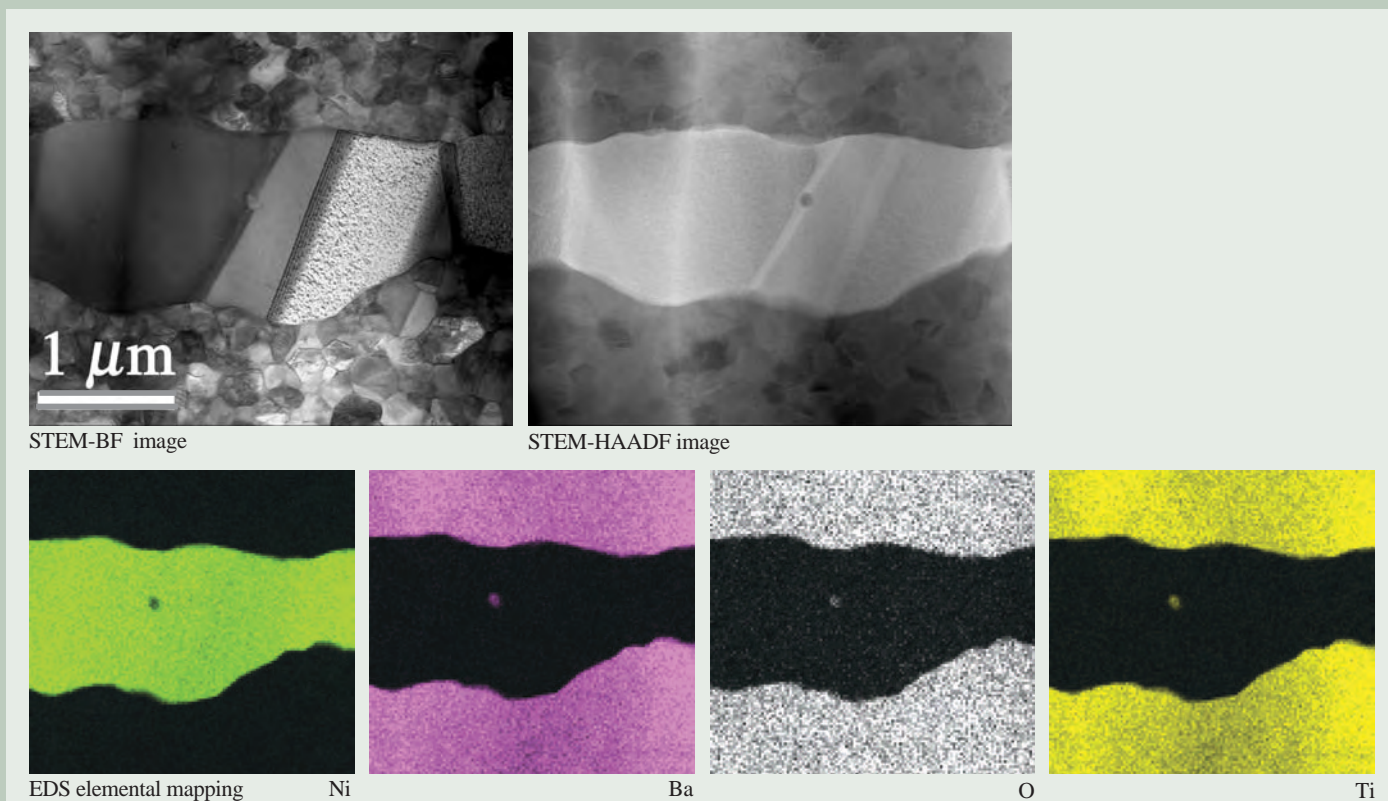 1 μm
STEM-BF image
STEM-HAADF image
EDS elemental mapping
Ni
Ba
O
Ti